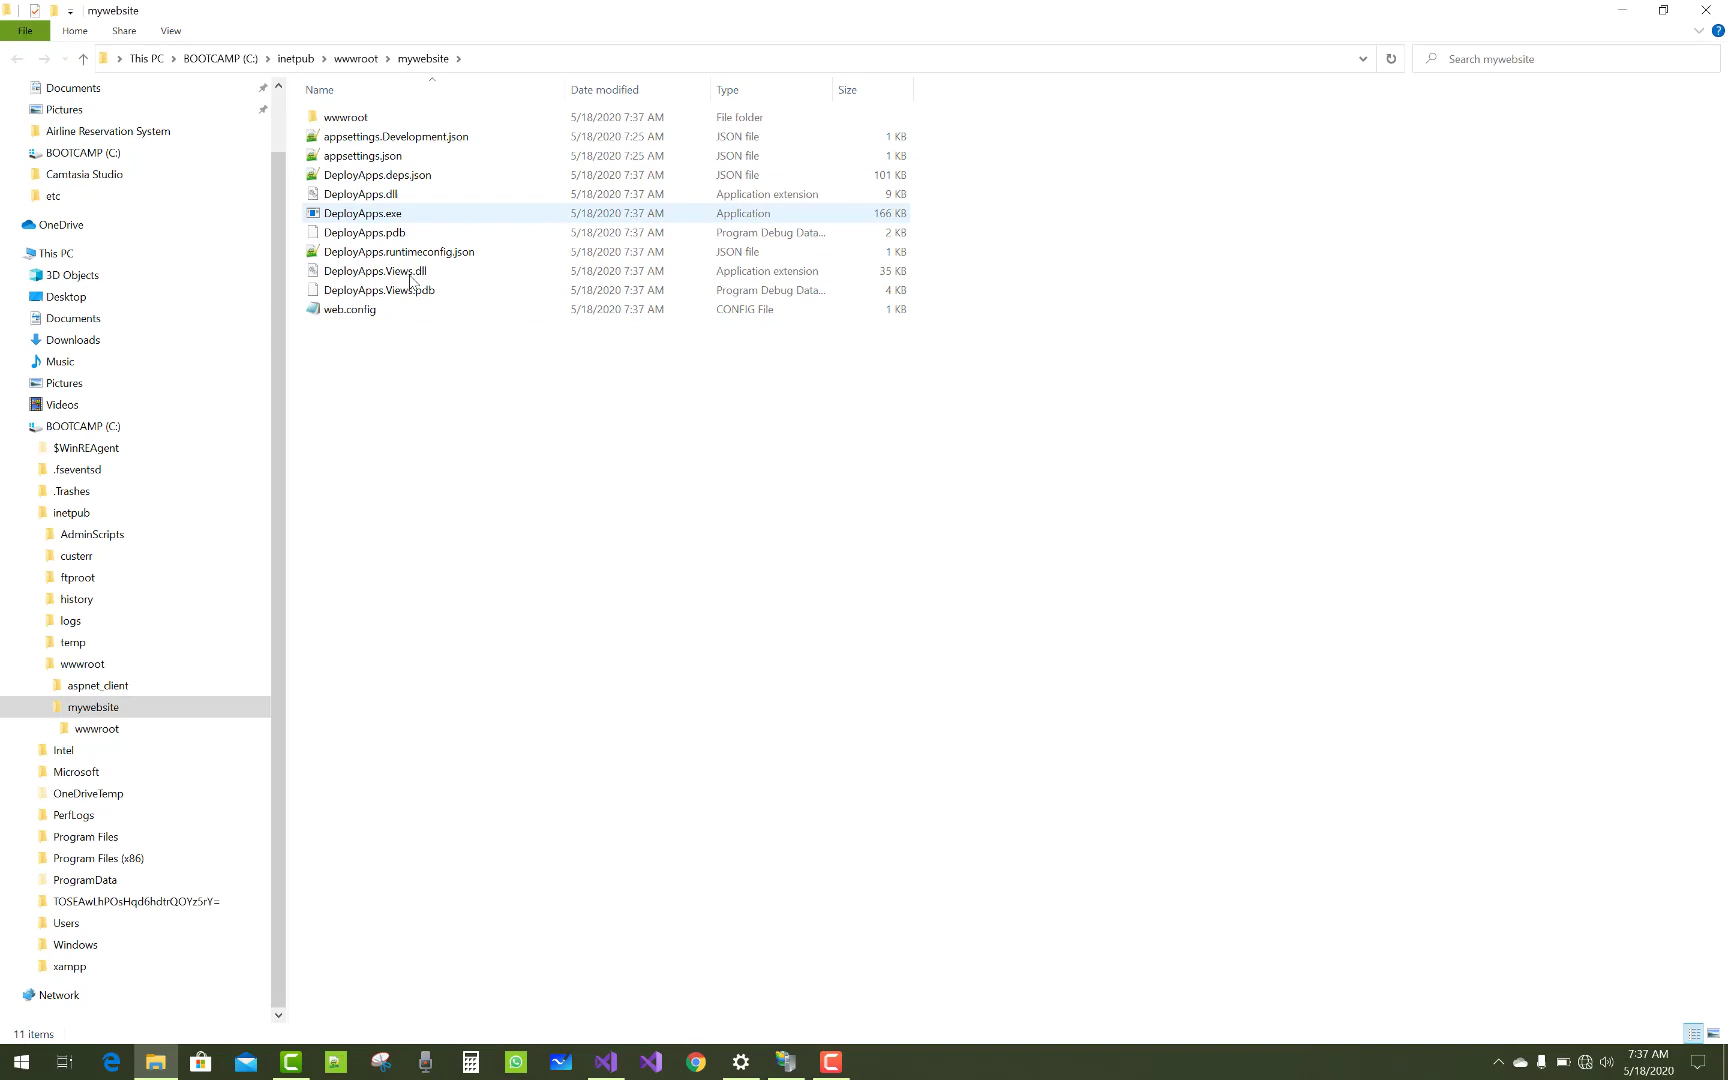 mywebsite
File Home Share View
This PC > BOOTCAMP (C:) > inetpub > wwwroot > mywebsite >
Search mywebsite
Documents
Pictures
Airline Reservation System
BOOTCAMP (C:)
Camtasia Studio
etc
OneDrive
This PC
3D Objects
Desktop
Documents
Downloads
Music
Pictures
Videos
BOOTCAMP (C:)
$WinREAgent
.fseventsd
.Trashes
inetpub
AdminScripts
custerr
ftproot
history
logs
temp
wwwroot
aspnet_client
mywebsite
wwwroot
Intel
Microsoft
OneDriveTemp
PerfLogs
Program Files
Program Files (x86)
ProgramData
TOSEAwLhPOsHqd6hdtrQOYz5rY=
Users
Windows
xampp
Network
Name Date modified Type Size
wwwroot 5/18/2020 7:37 AM File folder
appsettings.Development.json 5/18/2020 7:25 AM JSON file 1 KB
appsettings.json 5/18/2020 7:25 AM JSON file 1 KB
DeployApps.deps.json 5/18/2020 7:37 AM JSON file 101 KB
DeployApps.dll 5/18/2020 7:37 AM Application extension 9 KB
DeployApps.exe 5/18/2020 7:37 AM Application 166 KB
DeployApps.pdb 5/18/2020 7:37 AM Program Debug Data... 2 KB
DeployApps.runtimeconfig.json 5/18/2020 7:37 AM JSON file 1 KB
DeployApps.Views.dll 5/18/2020 7:37 AM Application extension 35 KB
DeployApps.Views.pdb 5/18/2020 7:37 AM Program Debug Data... 4 KB
web.config 5/18/2020 7:37 AM CONFIG File 1 KB
11 items
7:37 AM
5/18/2020